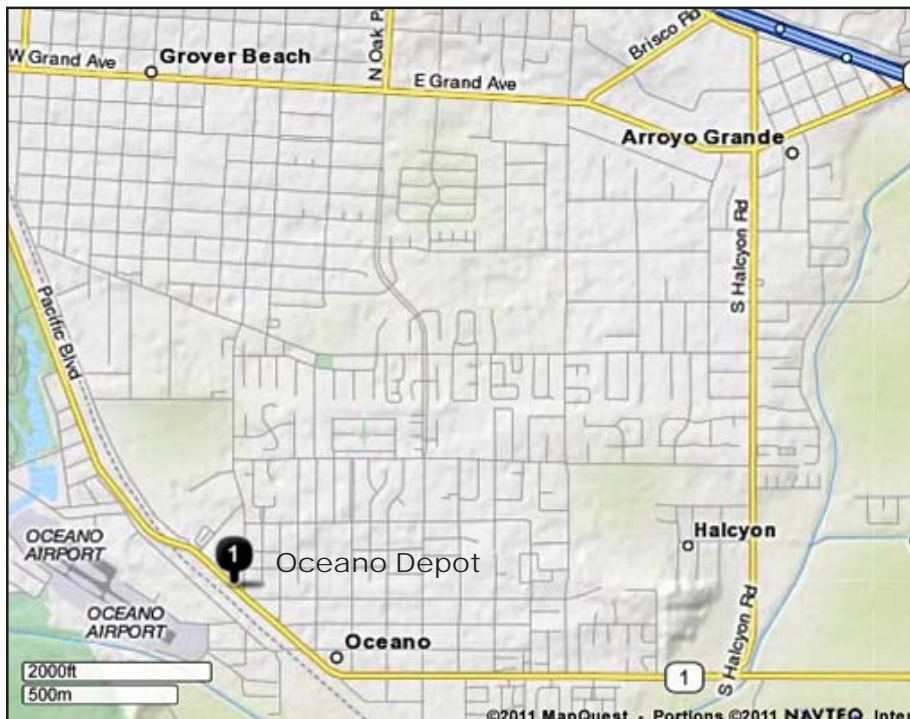 Brisco Rd
N Oak P
W Grand Ave
Grover Beach
E Grand Ave
Arroyo Grande
S Halcyon Rd
Pacific Blvd
OCEANO
AIRPORT
1
Oceano Depot
Halcyon
OCEANO
AIRPORT
S Halcyon Rd
Oceano
1
2000ft
500m
©2011 MapQuest - Portions ©2011 NAVTEQ, Inter